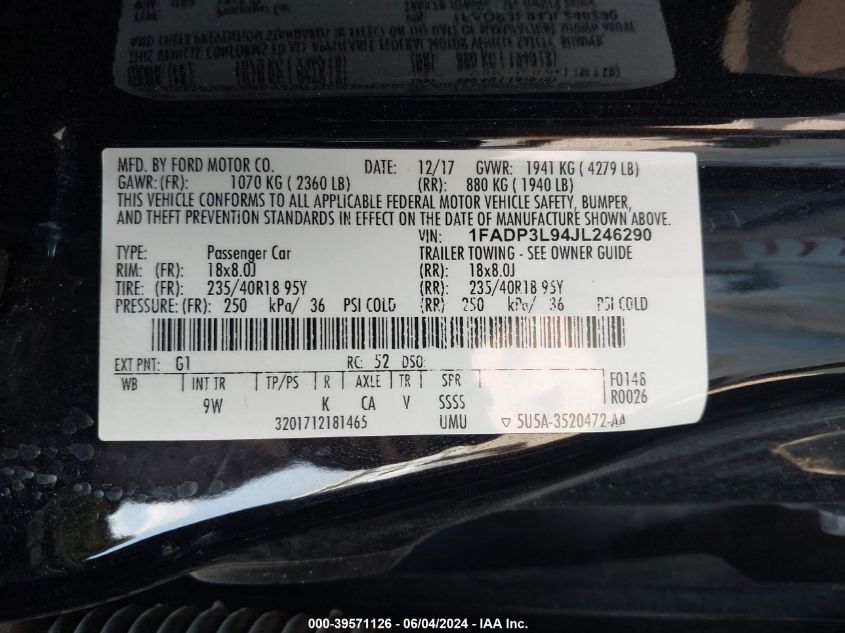 MFD. BY FORD MOTOR CO. DATE: 12/17 GVWR: 1941 KG ( 4279 LB)
GAWR: (FR): 1070 KG ( 2360 LB) (RR): 880 KG ( 1940 LB)
THIS VEHICLE CONFORMS TO ALL APPLICABLE FEDERAL MOTOR VEHICLE SAFETY, BUMPER,
AND THEFT PREVENTION STANDARDS IN EFFECT ON THE DATE OF MANUFACTURE SHOWN ABOVE.
VIN: 1FADP3L94JL246290
TYPE: Passenger Car TRAILER TOWING - SEE OWNER GUIDE
RIM: (FR): 18x8.0J (RR): 18x8.0J
TIRE: (FR): 235/40R18 95Y (RR): 235/40R18 95Y
PRESSURE: (FR): 250 kPa/ 36 PSI COLD (RR) 250 kPa/ 36 PSI COLD
EXT PNT: G1 RC: 52 DSO:
WB INT TR TP/PS R AXLE TR SFR F0148
9W K CA V SSSS R0026
3201712181465 UMU ▽ 5U5A-3520472-AA
000-39571126 - 06/04/2024 - IAA Inc.